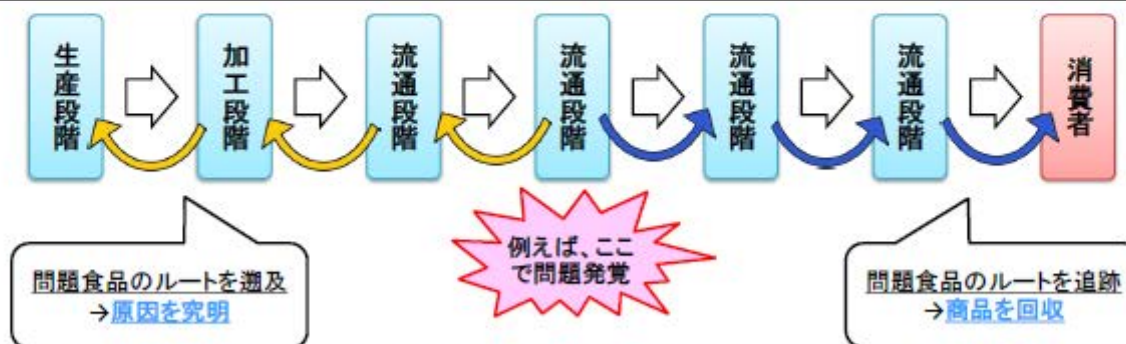 生産段階
加工段階
流通段階
流通段階
流通段階
流通段階
消費者
例えば、ここ
で問題発覚
問題食品のルートを遡及
→原因を究明
問題食品のルートを追跡
→商品を回収